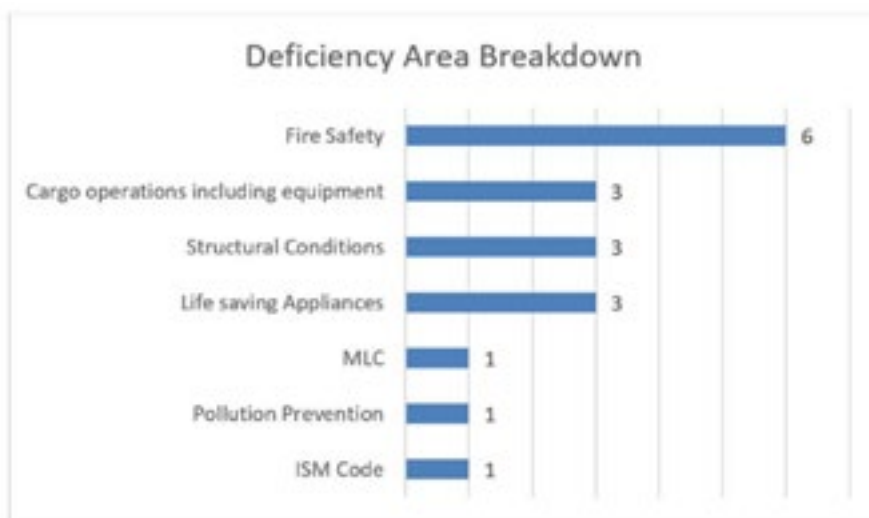 Deficiency Area Breakdown
Fire Safety 6
Cargo operations including equipment 3
Structural Conditions 3
Life saving Appliances 3
MLC 1
Pollution Prevention 1
ISM Code 1